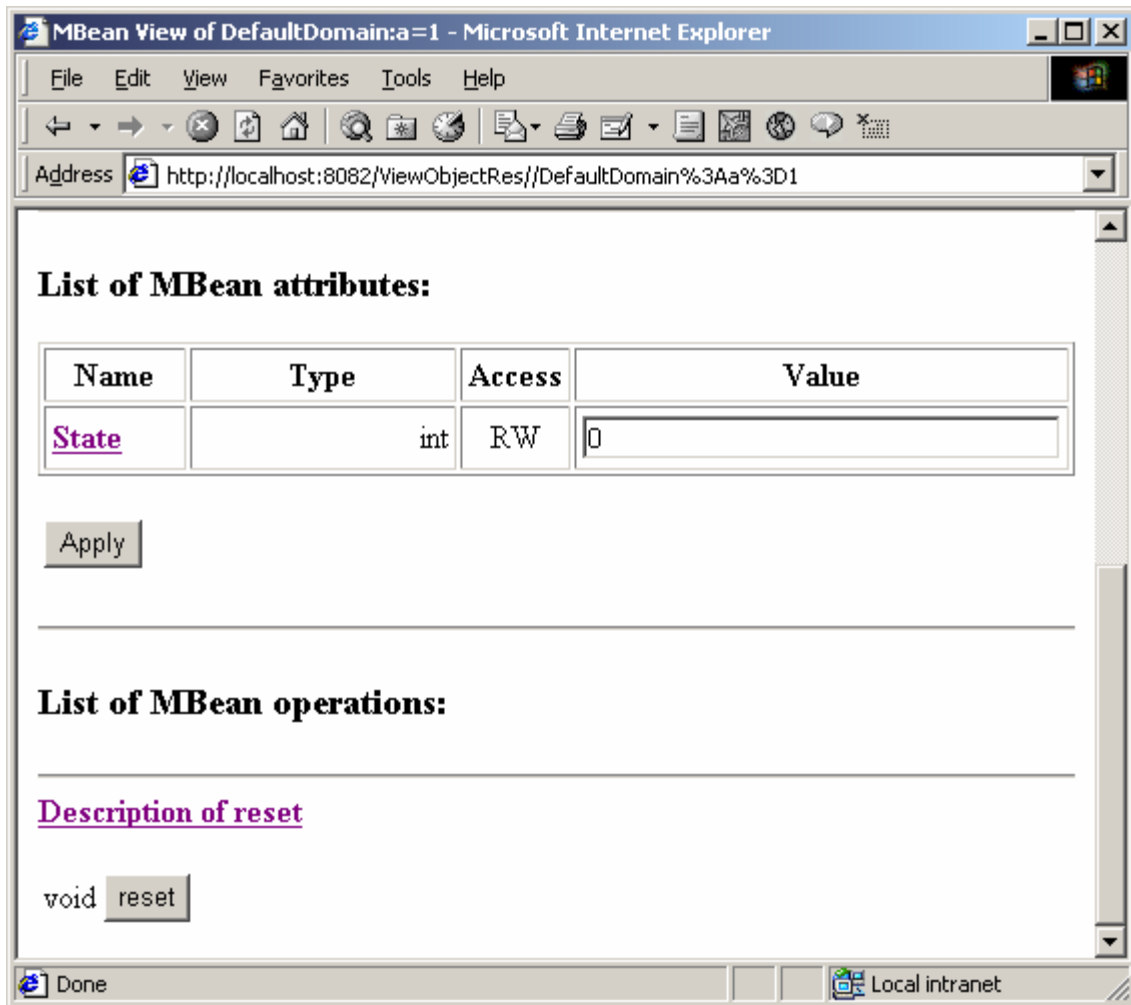 MBean View of DefaultDomain:a=1 - Microsoft Internet Explorer
File Edit View Favorites Tools Help
Address http://localhost:8082/ViewObjectRes//DefaultDomain%3Aa%3D1
List of MBean attributes:
Name Type Access Value
State int RW 0
Apply
List of MBean operations:
Description of reset
void reset
Done Local intranet